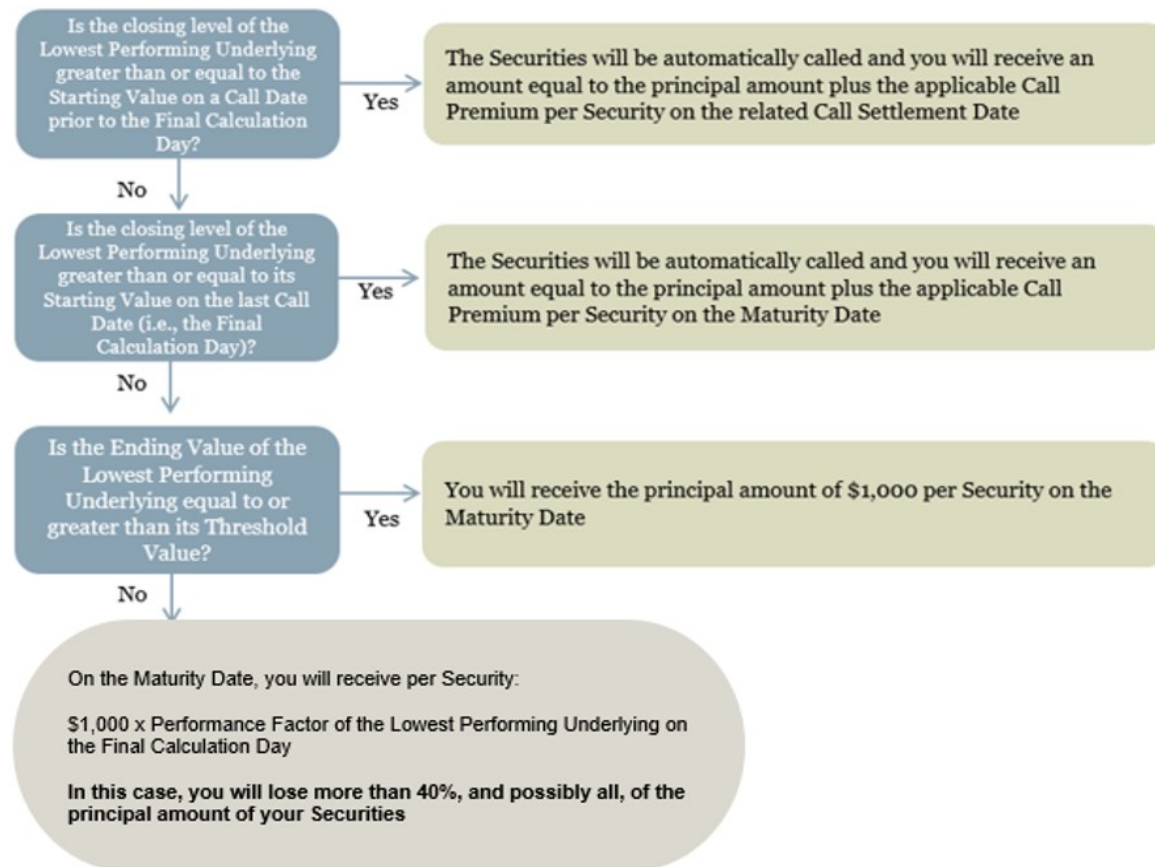 Is the closing level of the
Lowest Performing Underlying
greater than or equal to the
Starting Value on a Call Date
prior to the Final Calculation
Day?
Yes
The Securities will be automatically called and you will receive an
amount equal to the principal amount plus the applicable Call
Premium per Security on the related Call Settlement Date
No
Is the closing level of the
Lowest Performing Underlying
greater than or equal to its
Starting Value on the last Call
Date (i.e., the Final
Calculation Day)?
Yes
The Securities will be automatically called and you will receive an
amount equal to the principal amount plus the applicable Call
Premium per Security on the Maturity Date
No
Is the Ending Value of the
Lowest Performing
Underlying equal to or
greater than its Threshold
Value?
Yes
You will receive the principal amount of $1,000 per Security on the
Maturity Date
No
On the Maturity Date, you will receive per Security:
$1,000 x Performance Factor of the Lowest Performing Underlying on
the Final Calculation Day
In this case, you will lose more than 40%, and possibly all, of the
principal amount of your Securities